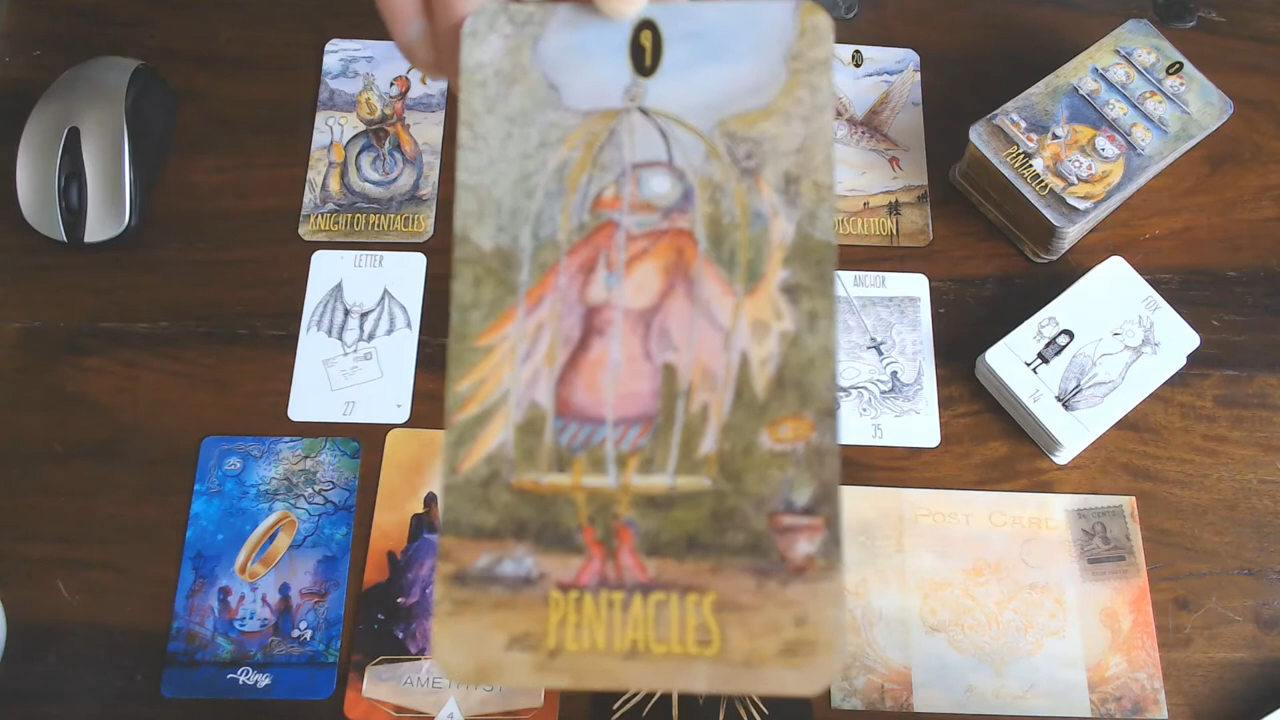 9
PENTACLES
KNIGHT OF PENTACLES
20
DISCRETION
PENTACLES
LETTER
27
ANCHOR
35
FOX
14
25
Ring
AMETHYST
4
POST CARD